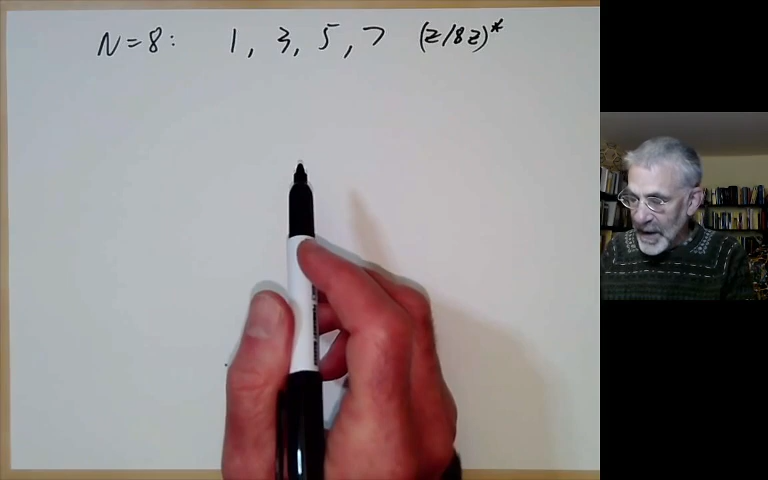 N=8: 1, 3, 5, 7 (Z/8Z)*